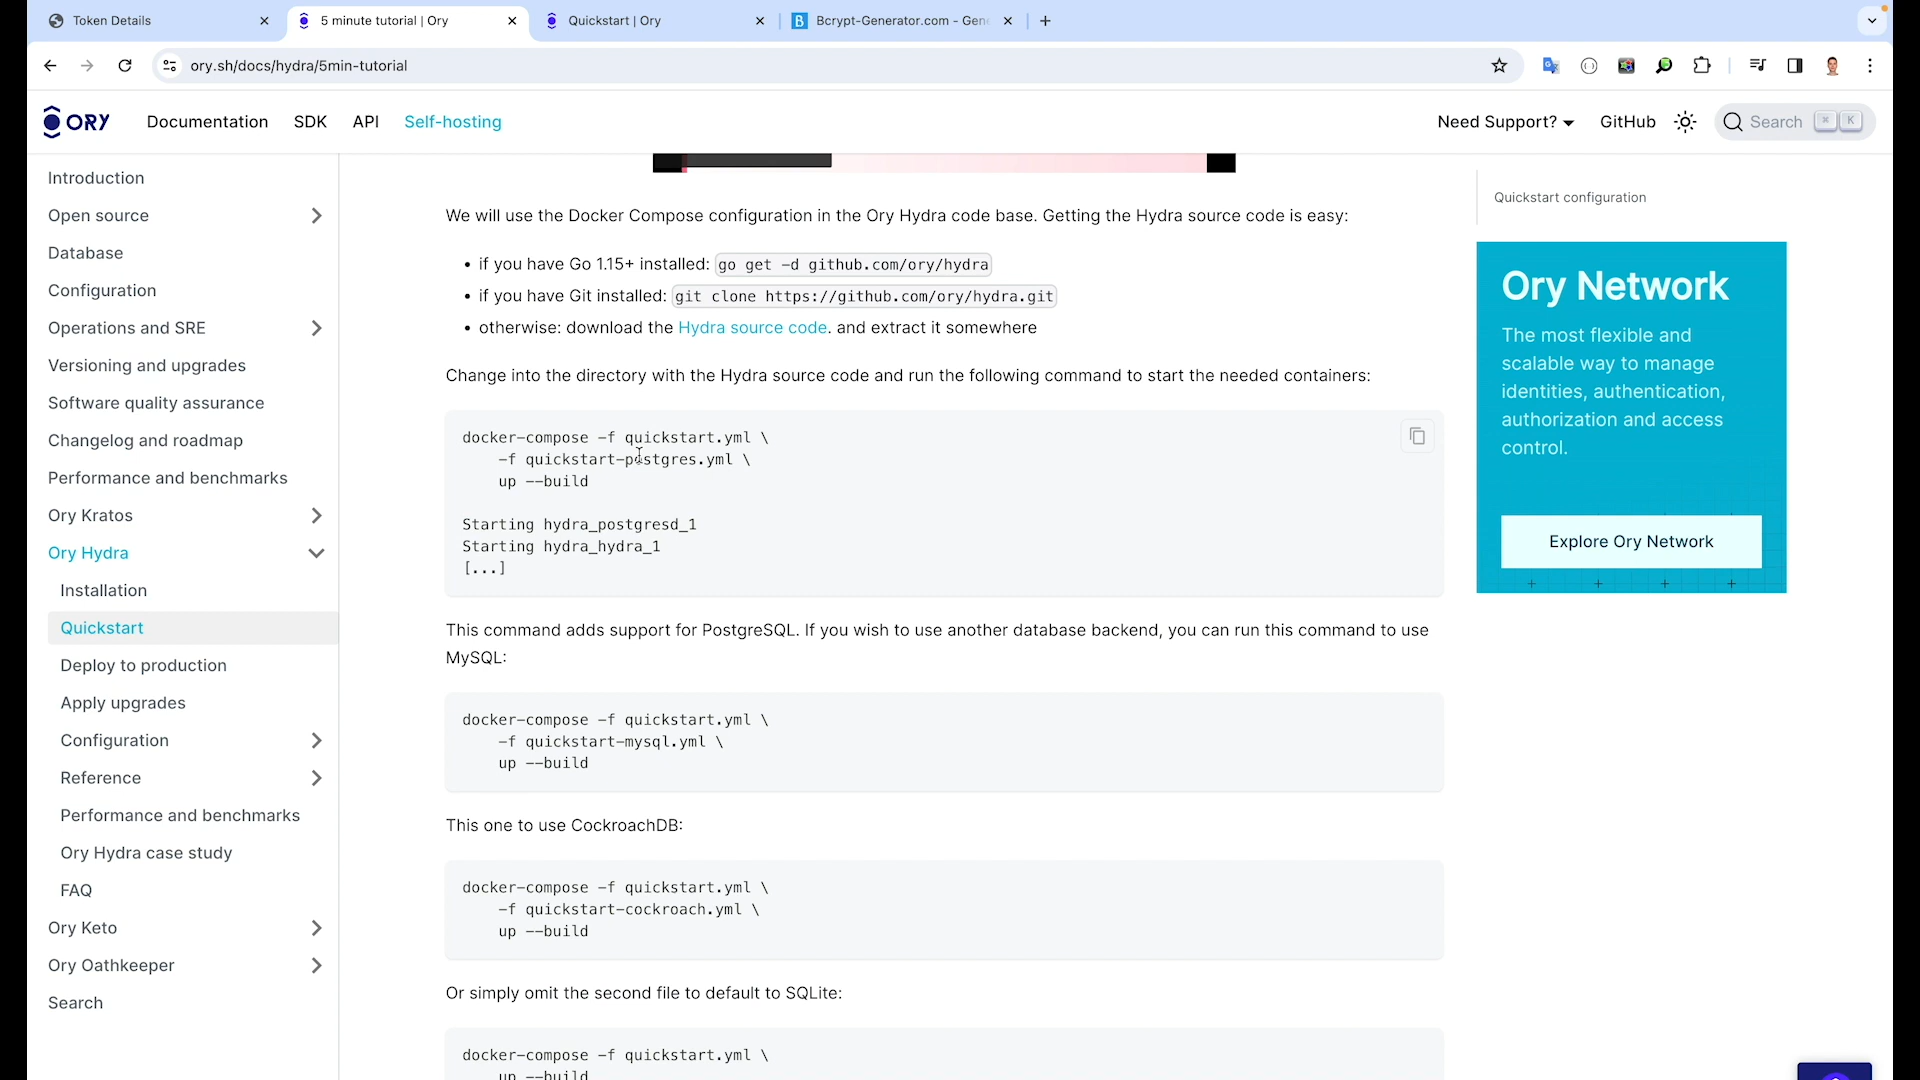 Token Details
5 minute tutorial | Ory
Quickstart | Ory
Bcrypt-Generator.com - Gen
ory.sh/docs/hydra/5min-tutorial
ORY
Documentation
SDK
API
Self-hosting
Need Support?
GitHub
Search
K
Introduction
Open source
Database
Configuration
Operations and SRE
Versioning and upgrades
Software quality assurance
Changelog and roadmap
Performance and benchmarks
Ory Kratos
Ory Hydra
Installation
Quickstart
Deploy to production
Apply upgrades
Configuration
Reference
Performance and benchmarks
Ory Hydra case study
FAQ
Ory Keto
Ory Oathkeeper
Search
We will use the Docker Compose configuration in the Ory Hydra code base. Getting the Hydra source code is easy:
• if you have Go 1.15+ installed: go get -d github.com/ory/hydra
• if you have Git installed: git clone https://github.com/ory/hydra.git
• otherwise: download the Hydra source code. and extract it somewhere
Change into the directory with the Hydra source code and run the following command to start the needed containers:
docker-compose -f quickstart.yml \
-f quickstart-postgres.yml \
up --build
Starting hydra_postgresd_1
Starting hydra_hydra_1
[...]
This command adds support for PostgreSQL. If you wish to use another database backend, you can run this command to use
MySQL:
docker-compose -f quickstart.yml \
-f quickstart-mysql.yml \
up --build
This one to use CockroachDB:
docker-compose -f quickstart.yml \
-f quickstart-cockroach.yml \
up --build
Or simply omit the second file to default to SQLite:
docker-compose -f quickstart.yml \
up --build
Quickstart configuration
Ory Network
The most flexible and
scalable way to manage
identities, authentication,
authorization and access
control.
Explore Ory Network